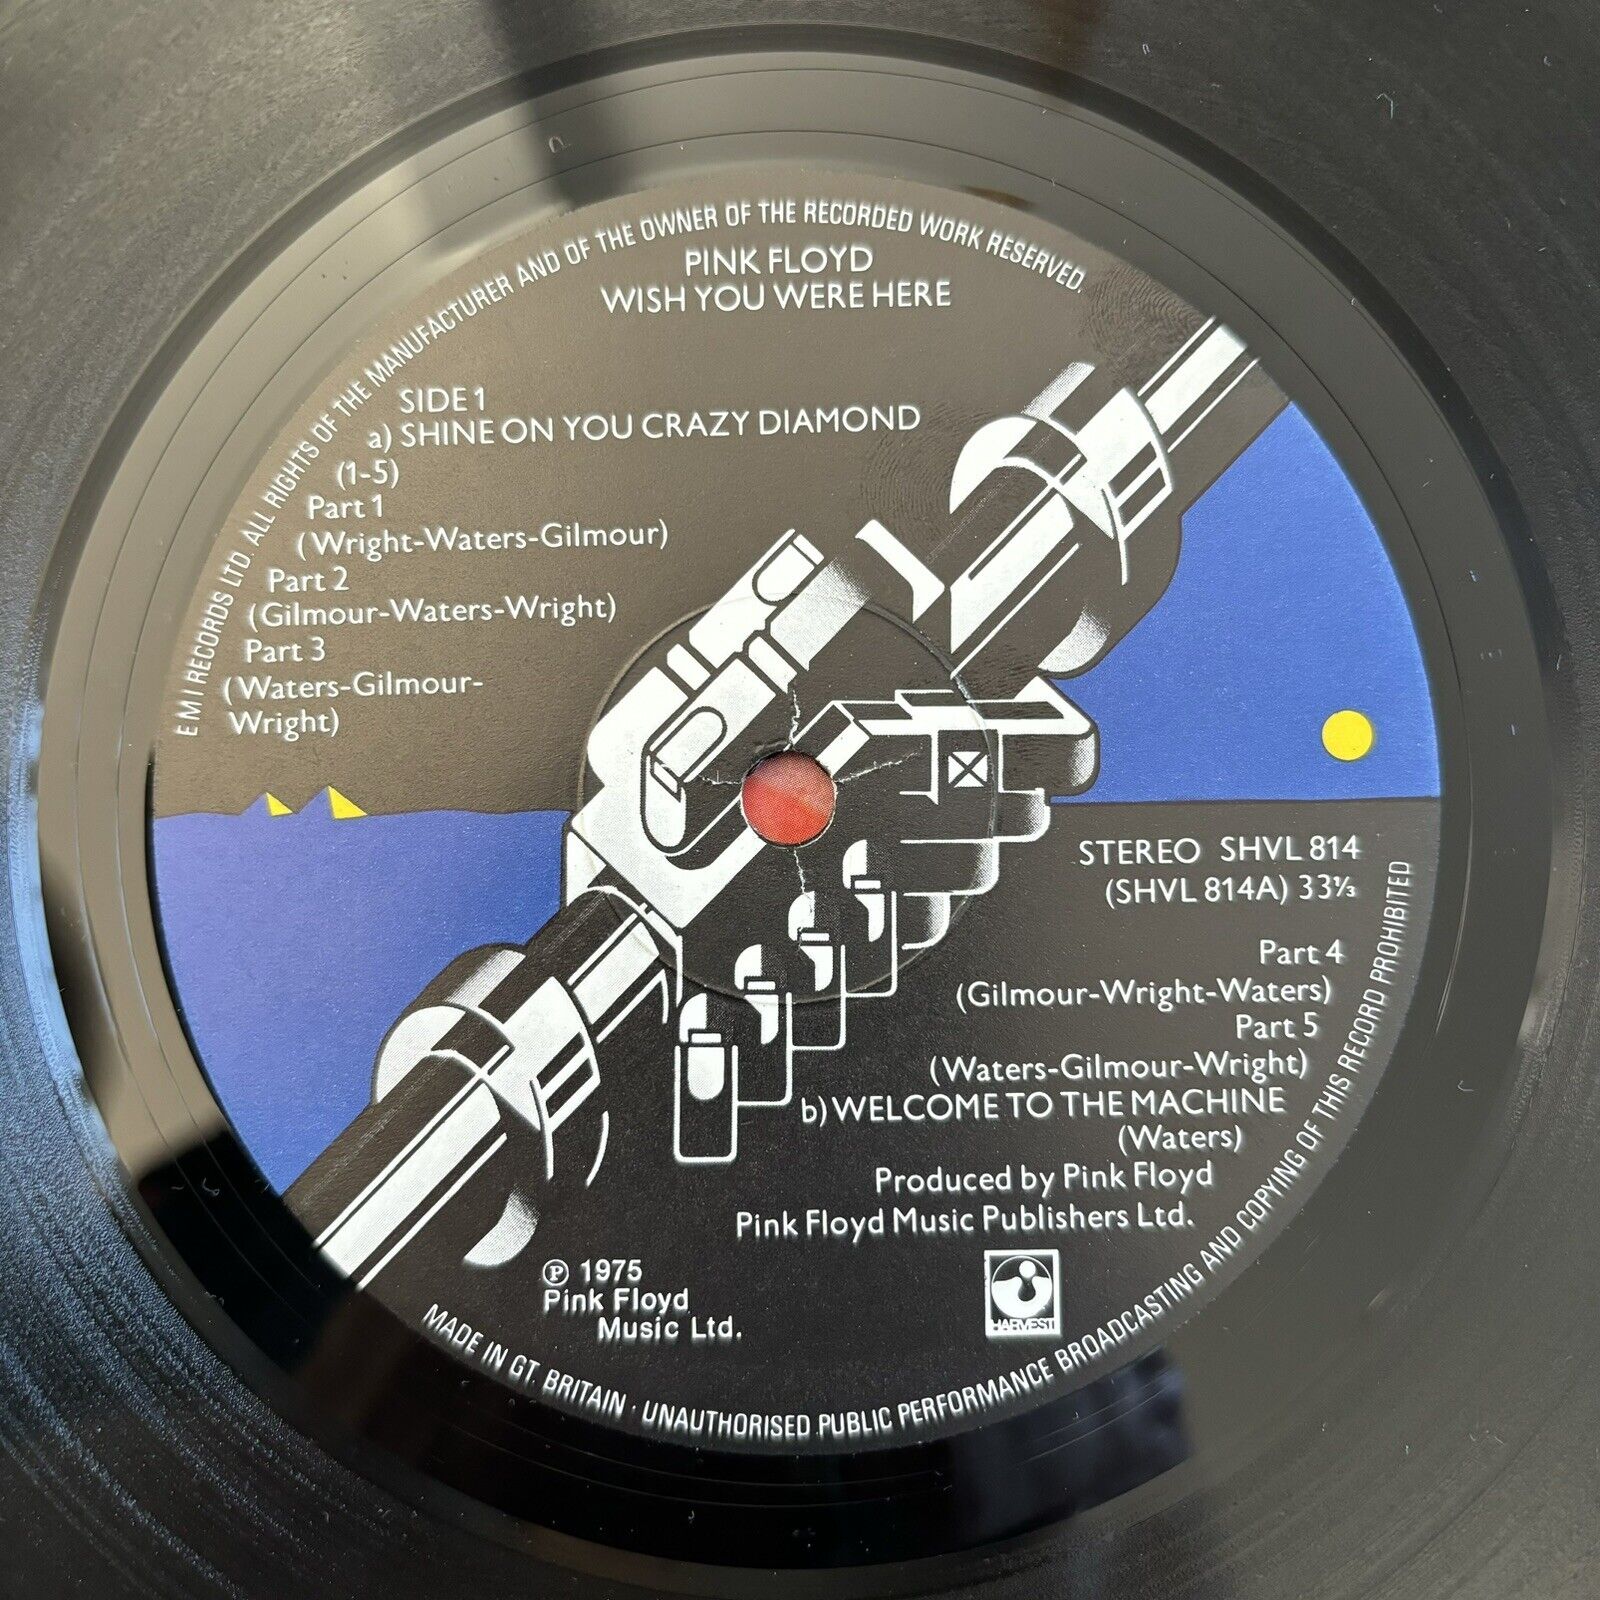 E M I RECORDS LTD. ALL RIGHTS OF THE MANUFACTURER AND OF THE OWNER OF THE RECORDED WORK RESERVED.
PINK FLOYD
WISH YOU WERE HERE
SIDE 1
a) SHINE ON YOU CRAZY DIAMOND
(1-5)
Part 1
(Wright-Waters-Gilmour)
Part 2
(Gilmour-Waters-Wright)
Part 3
(Waters-Gilmour-
Wright)
STEREO SHVL 814
(SHVL 814A) 33⅓
Part 4
(Gilmour-Wright-Waters)
Part 5
(Waters-Gilmour-Wright)
b) WELCOME TO THE MACHINE
(Waters)
Produced by Pink Floyd
Pink Floyd Music Publishers Ltd.
℗ 1975
Pink Floyd
Music Ltd.
HARVEST
MADE IN GT. BRITAIN · UNAUTHORISED PUBLIC PERFORMANCE BROADCASTING AND COPYING OF THIS RECORD PROHIBITED